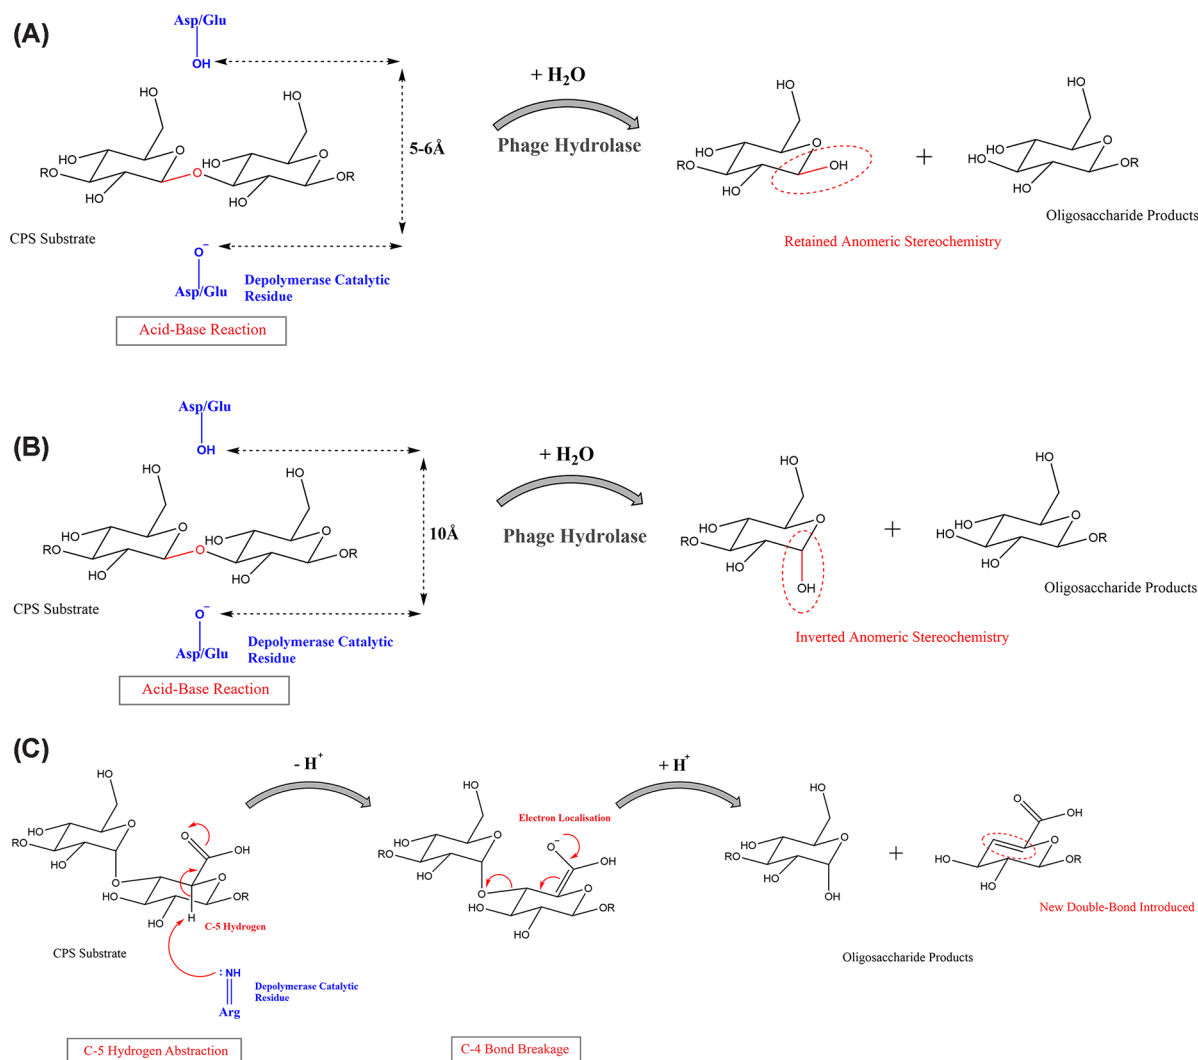 (A)
Asp/Glu
OH
HO
HO
HO
RO
HO
O
O
HO
HO
O
OR
5-6Å
CPS Substrate
O⁻
Asp/Glu
Depolymerase Catalytic
Residue
Acid-Base Reaction
+ H₂O
Phage Hydrolase
HO
HO
RO
HO
O
OH
+
HO
HO
HO
HO
O
OR
Retained Anomeric Stereochemistry
Oligosaccharide Products
(B)
Asp/Glu
OH
HO
HO
HO
RO
HO
O
O
HO
HO
O
OR
10Å
CPS Substrate
O⁻
Asp/Glu
Depolymerase Catalytic
Residue
Acid-Base Reaction
+ H₂O
Phage Hydrolase
HO
HO
RO
HO
O
OH
+
HO
HO
HO
HO
O
OR
Inverted Anomeric Stereochemistry
Oligosaccharide Products
(C)
HO
HO
RO
HO
O
O
O
OH
HO
HO
O
OR
H
C-5 Hydrogen
CPS Substrate
: NH
Arg
Depolymerase Catalytic
Residue
C-5 Hydrogen Abstraction
- H⁺
HO
HO
RO
HO
O
O
Electron Localisation
O⁻
OH
HO
HO
O
OR
C-4 Bond Breakage
+ H⁺
HO
HO
RO
HO
O
OH
+
O
OH
HO
HO
O
OR
New Double-Bond Introduced
Oligosaccharide Products